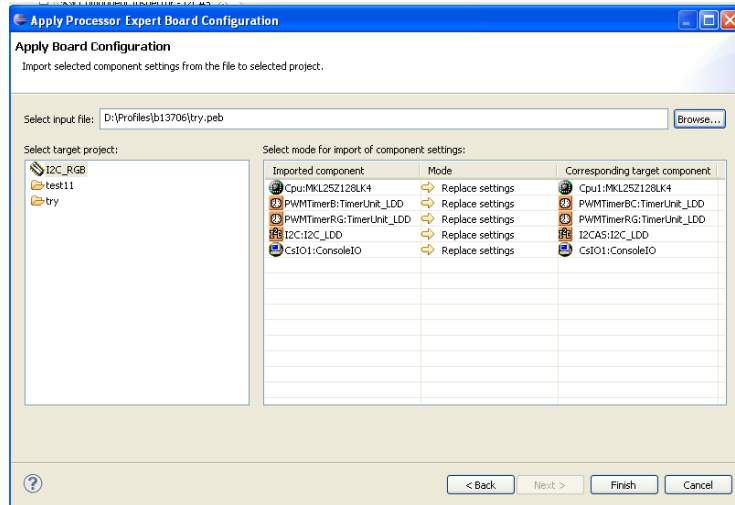 Apply Processor Expert Board Configuration
Apply Board Configuration
Import selected component settings from the file to selected project.
Select input file: D:\Profiles\b13706\try.peb Browse...
Select target project: Select mode for import of component settings:
I2C_RGB
test11
try
Imported component Mode Corresponding target component
Cpu:MKL25Z128LK4 Replace settings Cpu1:MKL25Z128LK4
PWMTimerB:TimerUnit_LDD Replace settings PWMTimerBC:TimerUnit_LDD
PWMTimerRG:TimerUnit_LDD Replace settings PWMTimerRG:TimerUnit_LDD
I2C:I2C_LDD Replace settings I2CA5:I2C_LDD
CsIO1:ConsoleIO Replace settings CsIO1:ConsoleIO
? < Back Next > Finish Cancel